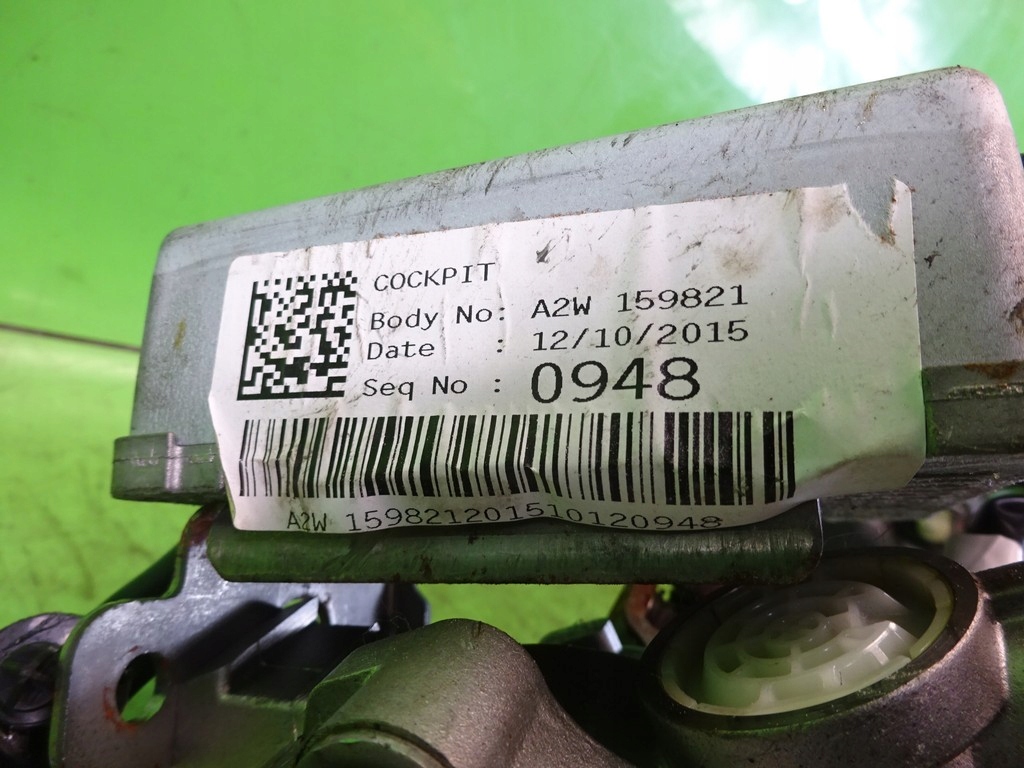 COCKPIT
Body No: A2W 159821
Date : 12/10/2015
Seq No : 0948
A2W 159821201510120948